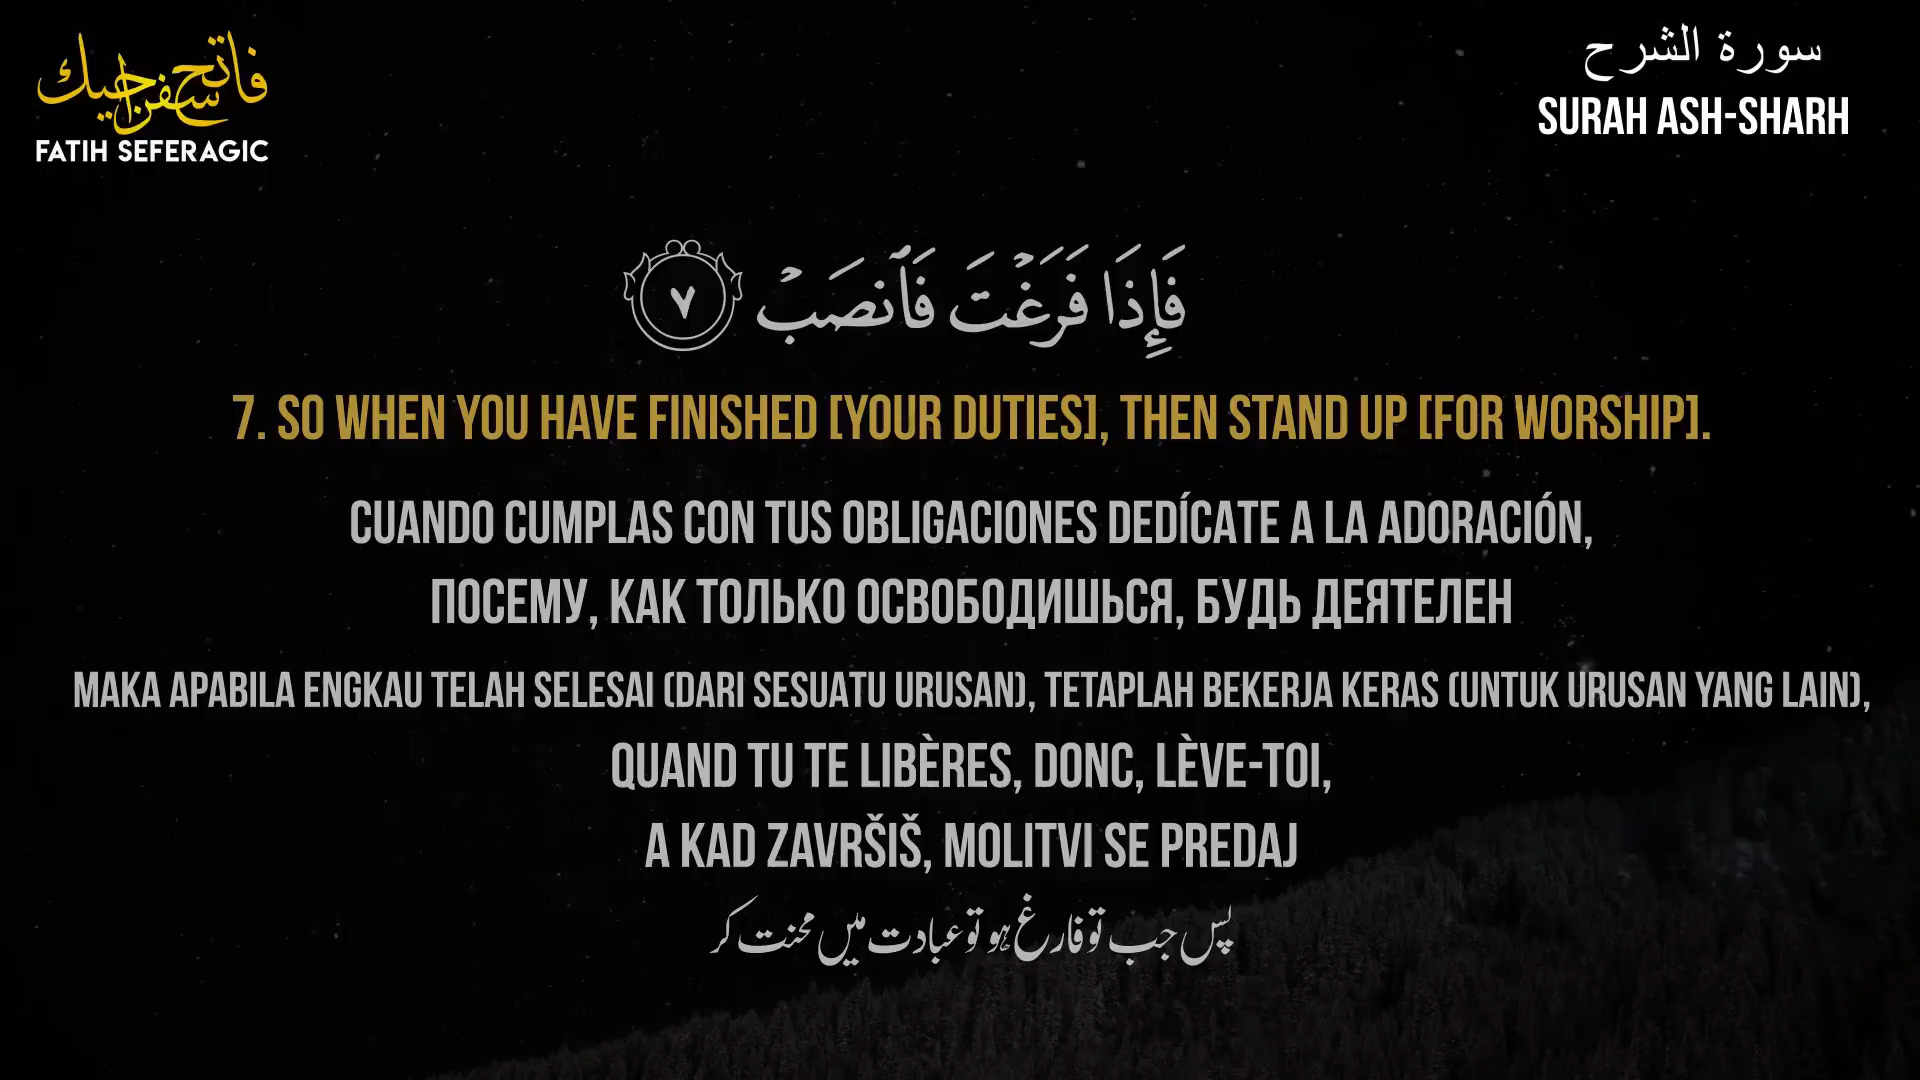 فاتح سفراجيك
FATIH SEFERAGIC
سورة الشرح
SURAH ASH-SHARH
فَإِذَا فَرَغۡتَ فَٱنصَبۡ ٧
7. SO WHEN YOU HAVE FINISHED [YOUR DUTIES], THEN STAND UP [FOR WORSHIP].
CUANDO CUMPLAS CON TUS OBLIGACIONES DEDÍCATE A LA ADORACIÓN,
ПОСЕМУ, КАК ТОЛЬКО ОСВОБОДИШЬСЯ, БУДЬ ДЕЯТЕЛЕН
MAKA APABILA ENGKAU TELAH SELESAI (DARI SESUATU URUSAN), TETAPLAH BEKERJA KERAS (UNTUK URUSAN YANG LAIN),
QUAND TU TE LIBÈRES, DONC, LÈVE-TOI,
A KAD ZAVRŠIŠ, MOLITVI SE PREDAJ
پس جب تو فارغ ہو تو عبادت میں محنت کر